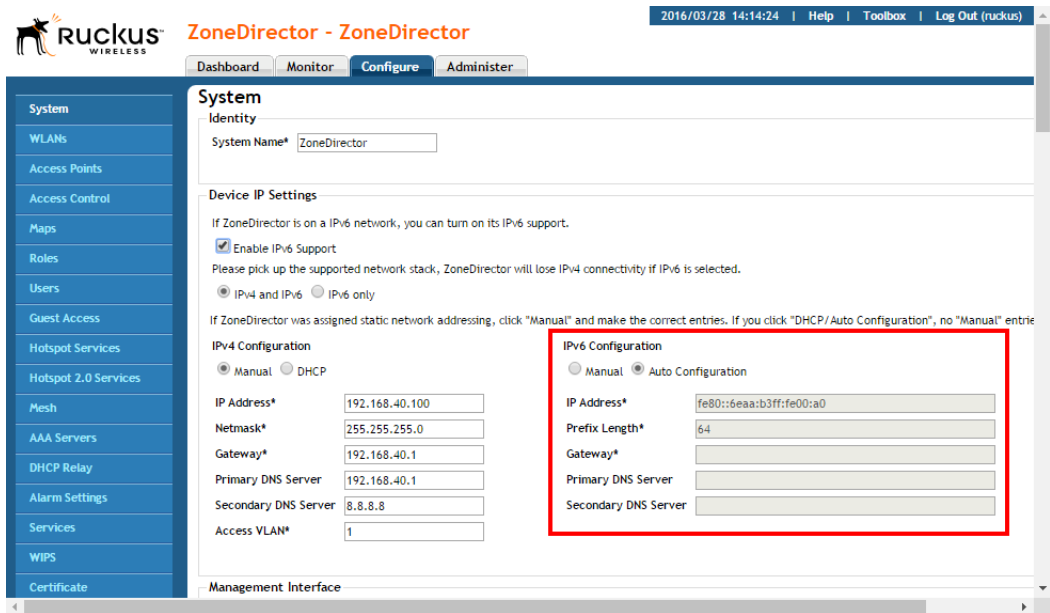 2016/03/28 14:14:24 | Help | Toolbox | Log Out (ruckus)
RUCKUS™
WIRELESS
ZoneDirector - ZoneDirector
Dashboard Monitor Configure Administer
System
WLANs
Access Points
Access Control
Maps
Roles
Users
Guest Access
Hotspot Services
Hotspot 2.0 Services
Mesh
AAA Servers
DHCP Relay
Alarm Settings
Services
WIPS
Certificate
System
Identity
System Name* ZoneDirector
Device IP Settings
If ZoneDirector is on a IPv6 network, you can turn on its IPv6 support.
Enable IPv6 Support
Please pick up the supported network stack, ZoneDirector will lose IPv4 connectivity if IPv6 is selected.
IPv4 and IPv6 IPv6 only
If ZoneDirector was assigned static network addressing, click "Manual" and make the correct entries. If you click "DHCP/Auto Configuration", no "Manual" entrie
IPv4 Configuration
Manual DHCP
IP Address* 192.168.40.100
Netmask* 255.255.255.0
Gateway* 192.168.40.1
Primary DNS Server 192.168.40.1
Secondary DNS Server 8.8.8.8
Access VLAN* 1
IPv6 Configuration
Manual Auto Configuration
IP Address* fe80::6eaa:b3ff:fe00:a0
Prefix Length* 64
Gateway*
Primary DNS Server
Secondary DNS Server
Management Interface